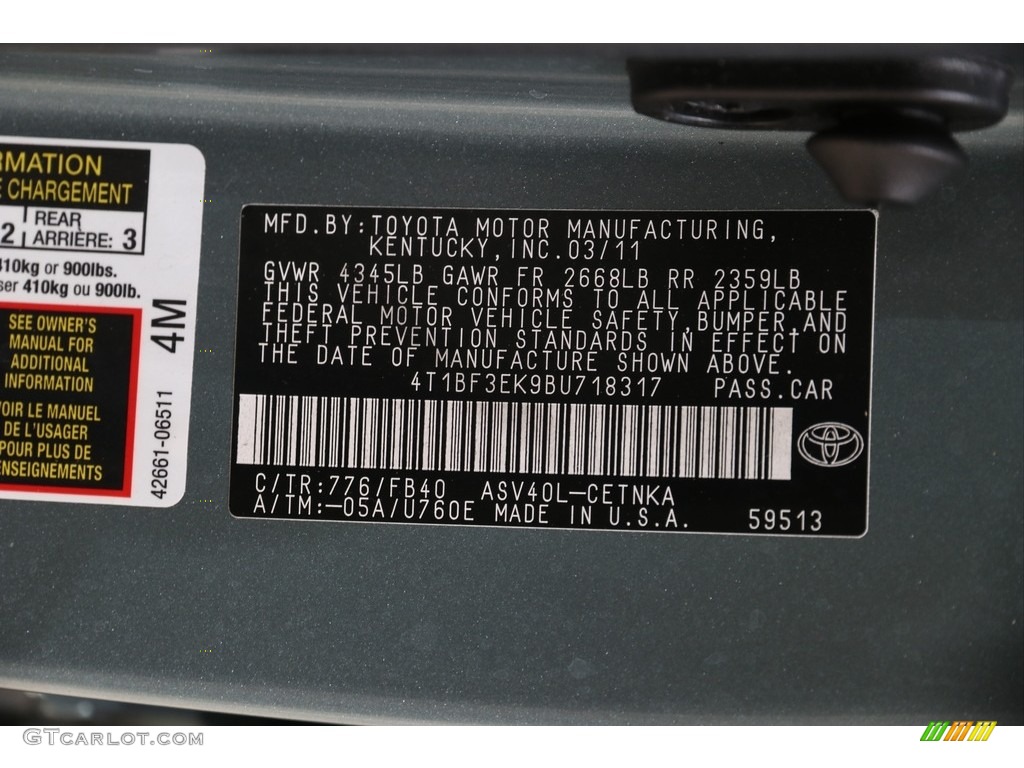 RMATION
E CHARGEMENT
2 REAR
ARRIÈRE: 3
410kg or 900lbs.
ser 410kg ou 900lb.
SEE OWNER'S
MANUAL FOR
ADDITIONAL
INFORMATION
VOIR LE MANUEL
DE L'USAGER
POUR PLUS DE
ENSEIGNEMENTS
42661-06511 4M
MFD. BY: TOYOTA MOTOR MANUFACTURING,
KENTUCKY, INC. 03/11
GVWR 4345LB GAWR FR 2668LB RR 2359LB
THIS VEHICLE CONFORMS TO ALL APPLICABLE
FEDERAL MOTOR VEHICLE SAFETY, BUMPER, AND
THEFT PREVENTION STANDARDS IN EFFECT ON
THE DATE OF MANUFACTURE SHOWN ABOVE.
4T1BF3EK9BU718317 PASS. CAR
C/TR: 776/FB40 ASV40L-CETNKA
A/TM: -05A/U760E MADE IN U.S.A. 59513
GTCarlot.com